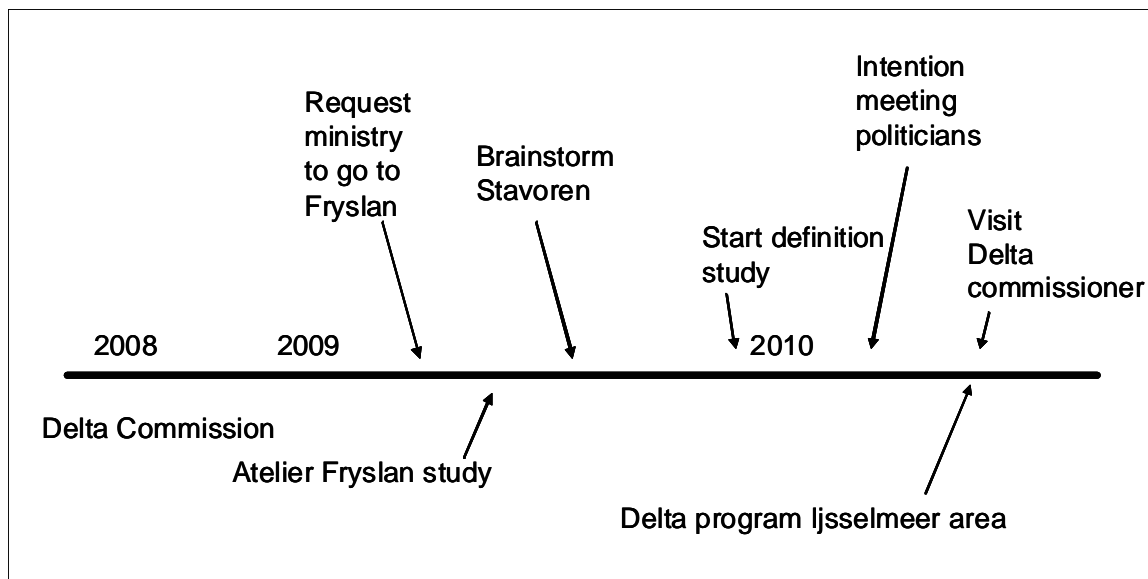 Request
ministry
to go to
Fryslan
Brainstorm
Stavoren
Start definition
study
Intention
meeting
politicians
Visit
Delta
commissioner
2008
2009
2010
Delta Commission
Atelier Fryslan study
Delta program Ijsselmeer area